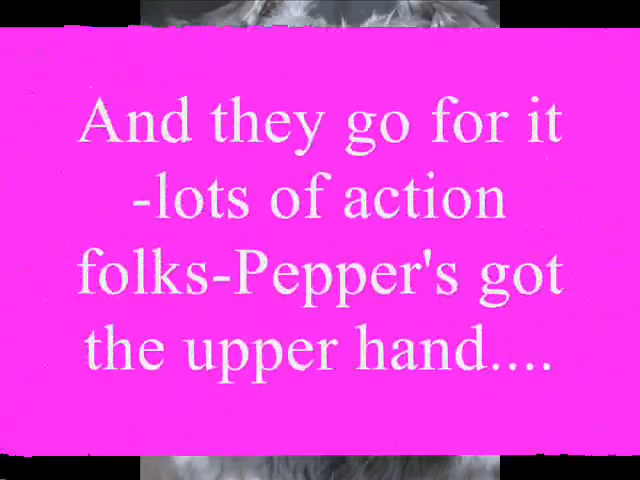 And they go for it
-lots of action
folks-Pepper's got
the upper hand....